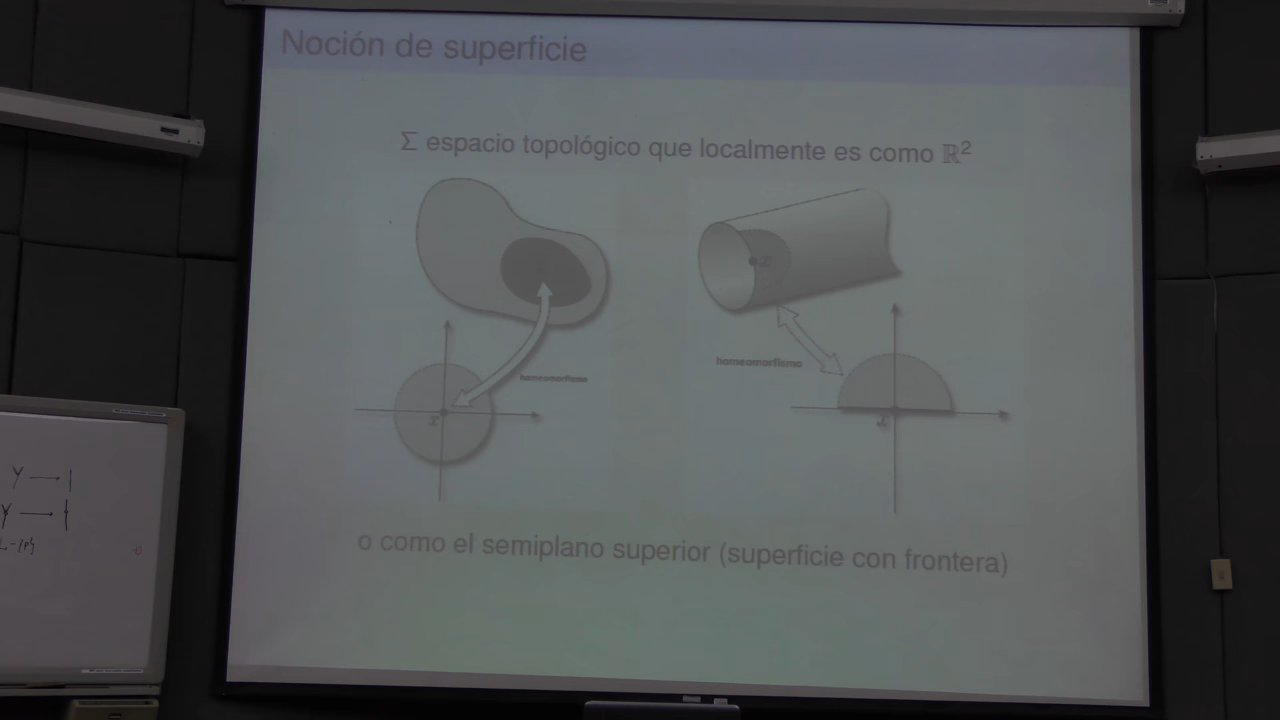 Noción de superficie
Σ espacio topológico que localmente es como ℝ²
x
homeomorfismo
homeomorfismo
x
x
o como el semiplano superior (superficie con frontera)
Y — |
Y — |